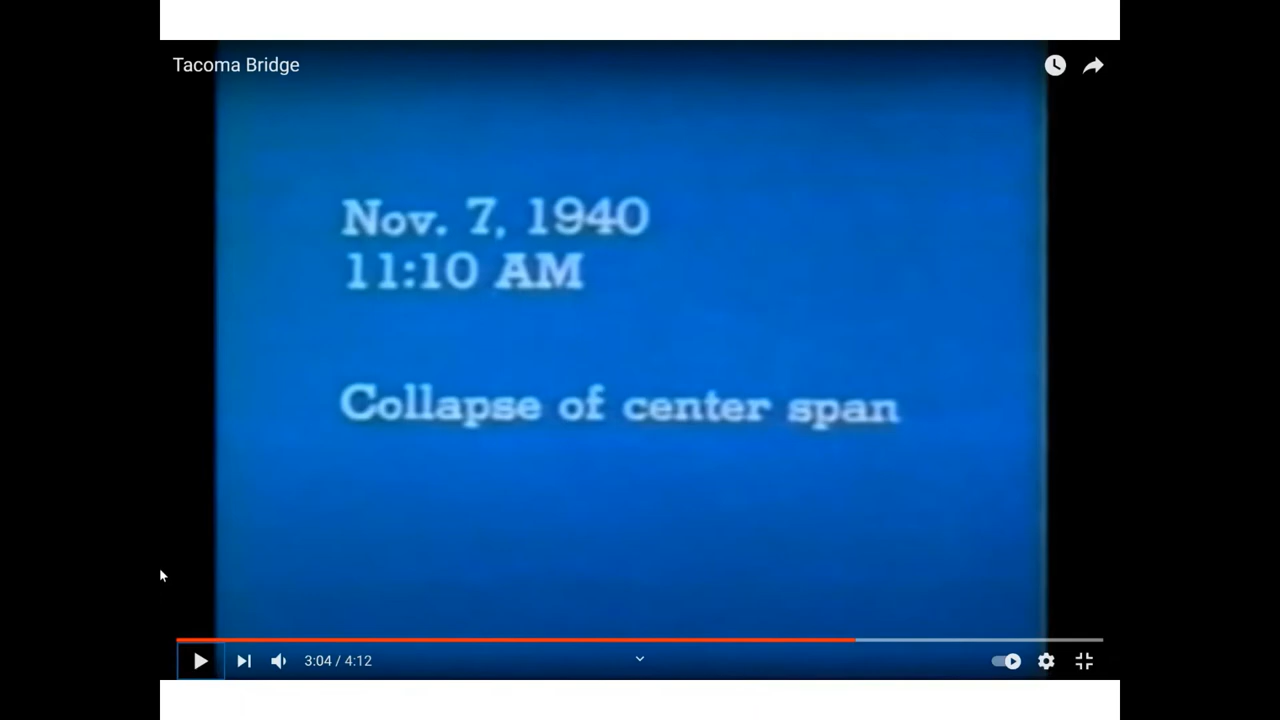 Tacoma Bridge
Nov. 7, 1940
11:10 AM
Collapse of center span
3:04 / 4:12